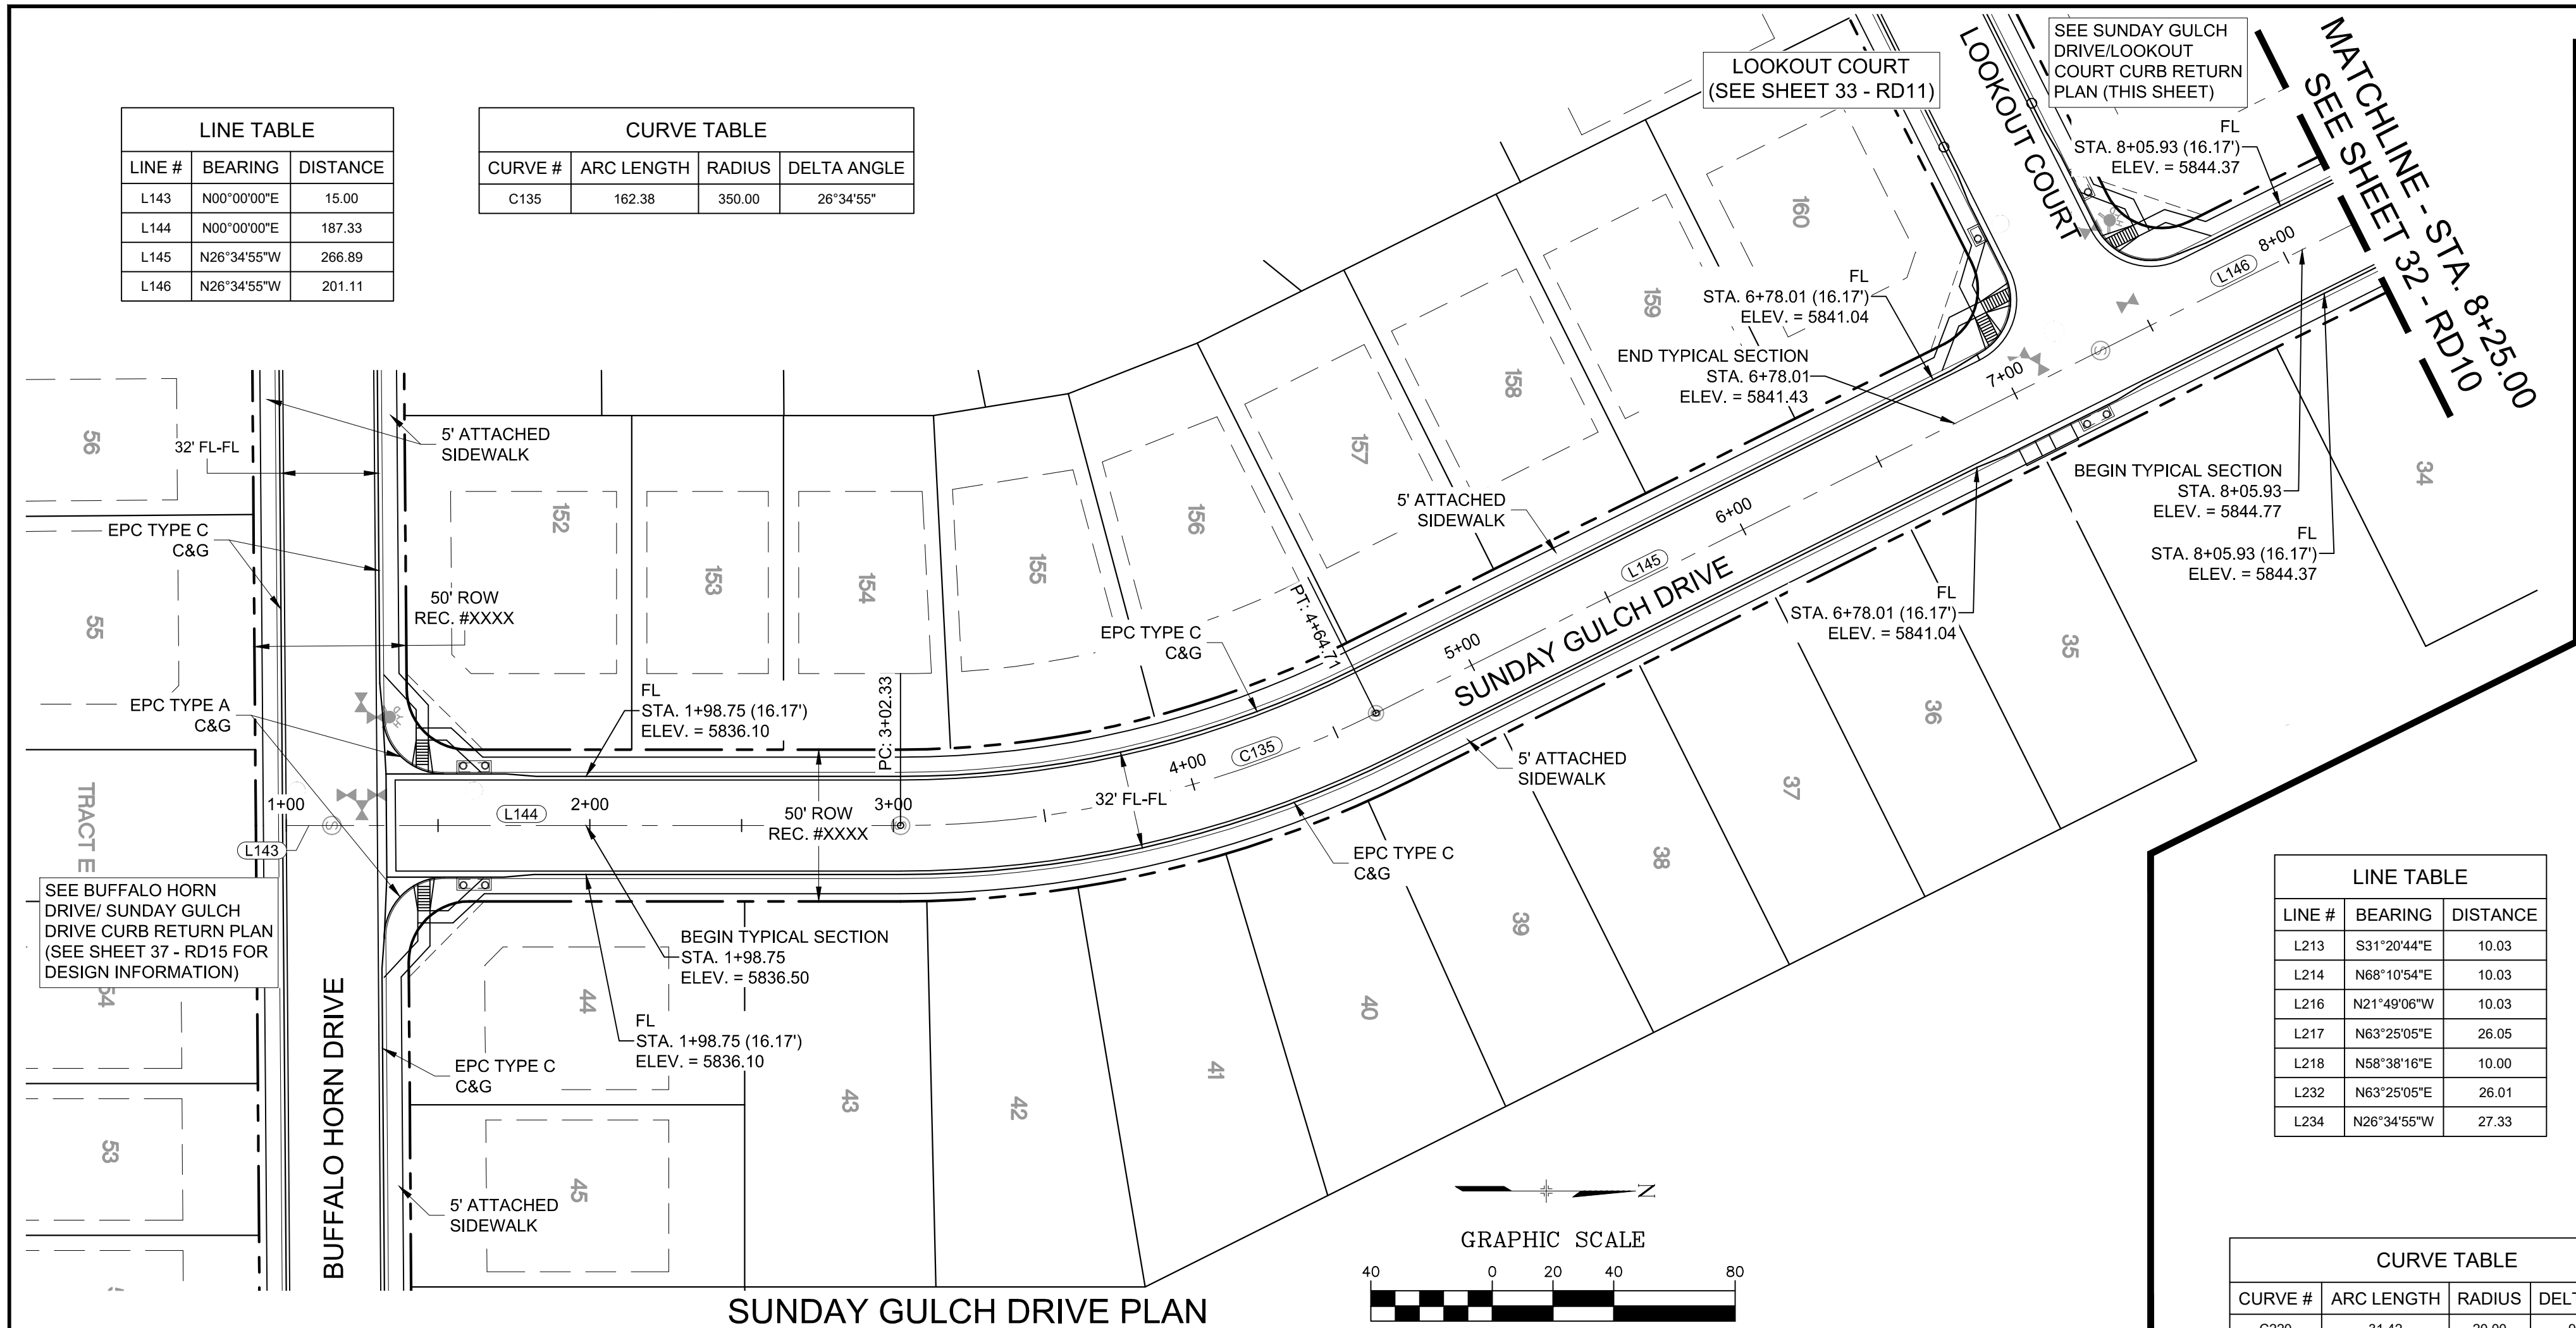 LINE TABLE
LINE # BEARING DISTANCE
L143 N00°00'00"E 15.00
L144 N00°00'00"E 187.33
L145 N26°34'55"W 266.89
L146 N26°34'55"W 201.11
CURVE TABLE
CURVE # ARC LENGTH RADIUS DELTA ANGLE
C135 162.38 350.00 26°34'55"
LOOKOUT COURT
(SEE SHEET 33 - RD11)
LOOKOUT COURT
SEE SUNDAY GULCH
DRIVE/LOOKOUT
COURT CURB RETURN
PLAN (THIS SHEET)
MATCHLINE - STA. 8+25.00
SEE SHEET 32 - RD10
FL
STA. 8+05.93 (16.17')
ELEV. = 5844.37
8+00
L146
160
159
158
157
156
155
154
153
152
FL
STA. 6+78.01 (16.17')
ELEV. = 5841.04
END TYPICAL SECTION
STA. 6+78.01
ELEV. = 5841.43
7+00
S
BEGIN TYPICAL SECTION
STA. 8+05.93
ELEV. = 5844.77
FL
STA. 8+05.93 (16.17')
ELEV. = 5844.37
34
5' ATTACHED
SIDEWALK
6+00
L145
FL
STA. 6+78.01 (16.17')
ELEV. = 5841.04
35
36
37
38
39
40
41
42
43
44
45
56
55
32' FL-FL
5' ATTACHED
SIDEWALK
EPC TYPE C
C&G
50' ROW
REC. #XXXX
EPC TYPE A
C&G
HYD
FL
STA. 1+98.75 (16.17')
ELEV. = 5836.10
PC: 3+02.33
EPC TYPE C
C&G
PT: 4+64.71
5+00
SUNDAY GULCH DRIVE
5' ATTACHED
SIDEWALK
4+00
C135
32' FL-FL
EPC TYPE C
C&G
TRACT E
1+00
S
L143
L144
2+00
3+00
50' ROW
REC. #XXXX
SEE BUFFALO HORN
DRIVE/ SUNDAY GULCH
DRIVE CURB RETURN PLAN
(SEE SHEET 37 - RD15 FOR
DESIGN INFORMATION)
54
53
BUFFALO HORN DRIVE
BEGIN TYPICAL SECTION
STA. 1+98.75
ELEV. = 5836.50
FL
STA. 1+98.75 (16.17')
ELEV. = 5836.10
EPC TYPE C
C&G
5' ATTACHED
SIDEWALK
N
GRAPHIC SCALE
40 0 20 40 80
SUNDAY GULCH DRIVE PLAN
LINE TABLE
LINE # BEARING DISTANCE
L213 S31°20'44"E 10.03
L214 N68°10'54"E 10.03
L216 N21°49'06"W 10.03
L217 N63°25'05"E 26.05
L218 N58°38'16"E 10.00
L232 N63°25'05"E 26.01
L234 N26°34'55"W 27.33
CURVE TABLE
CURVE # ARC LENGTH RADIUS